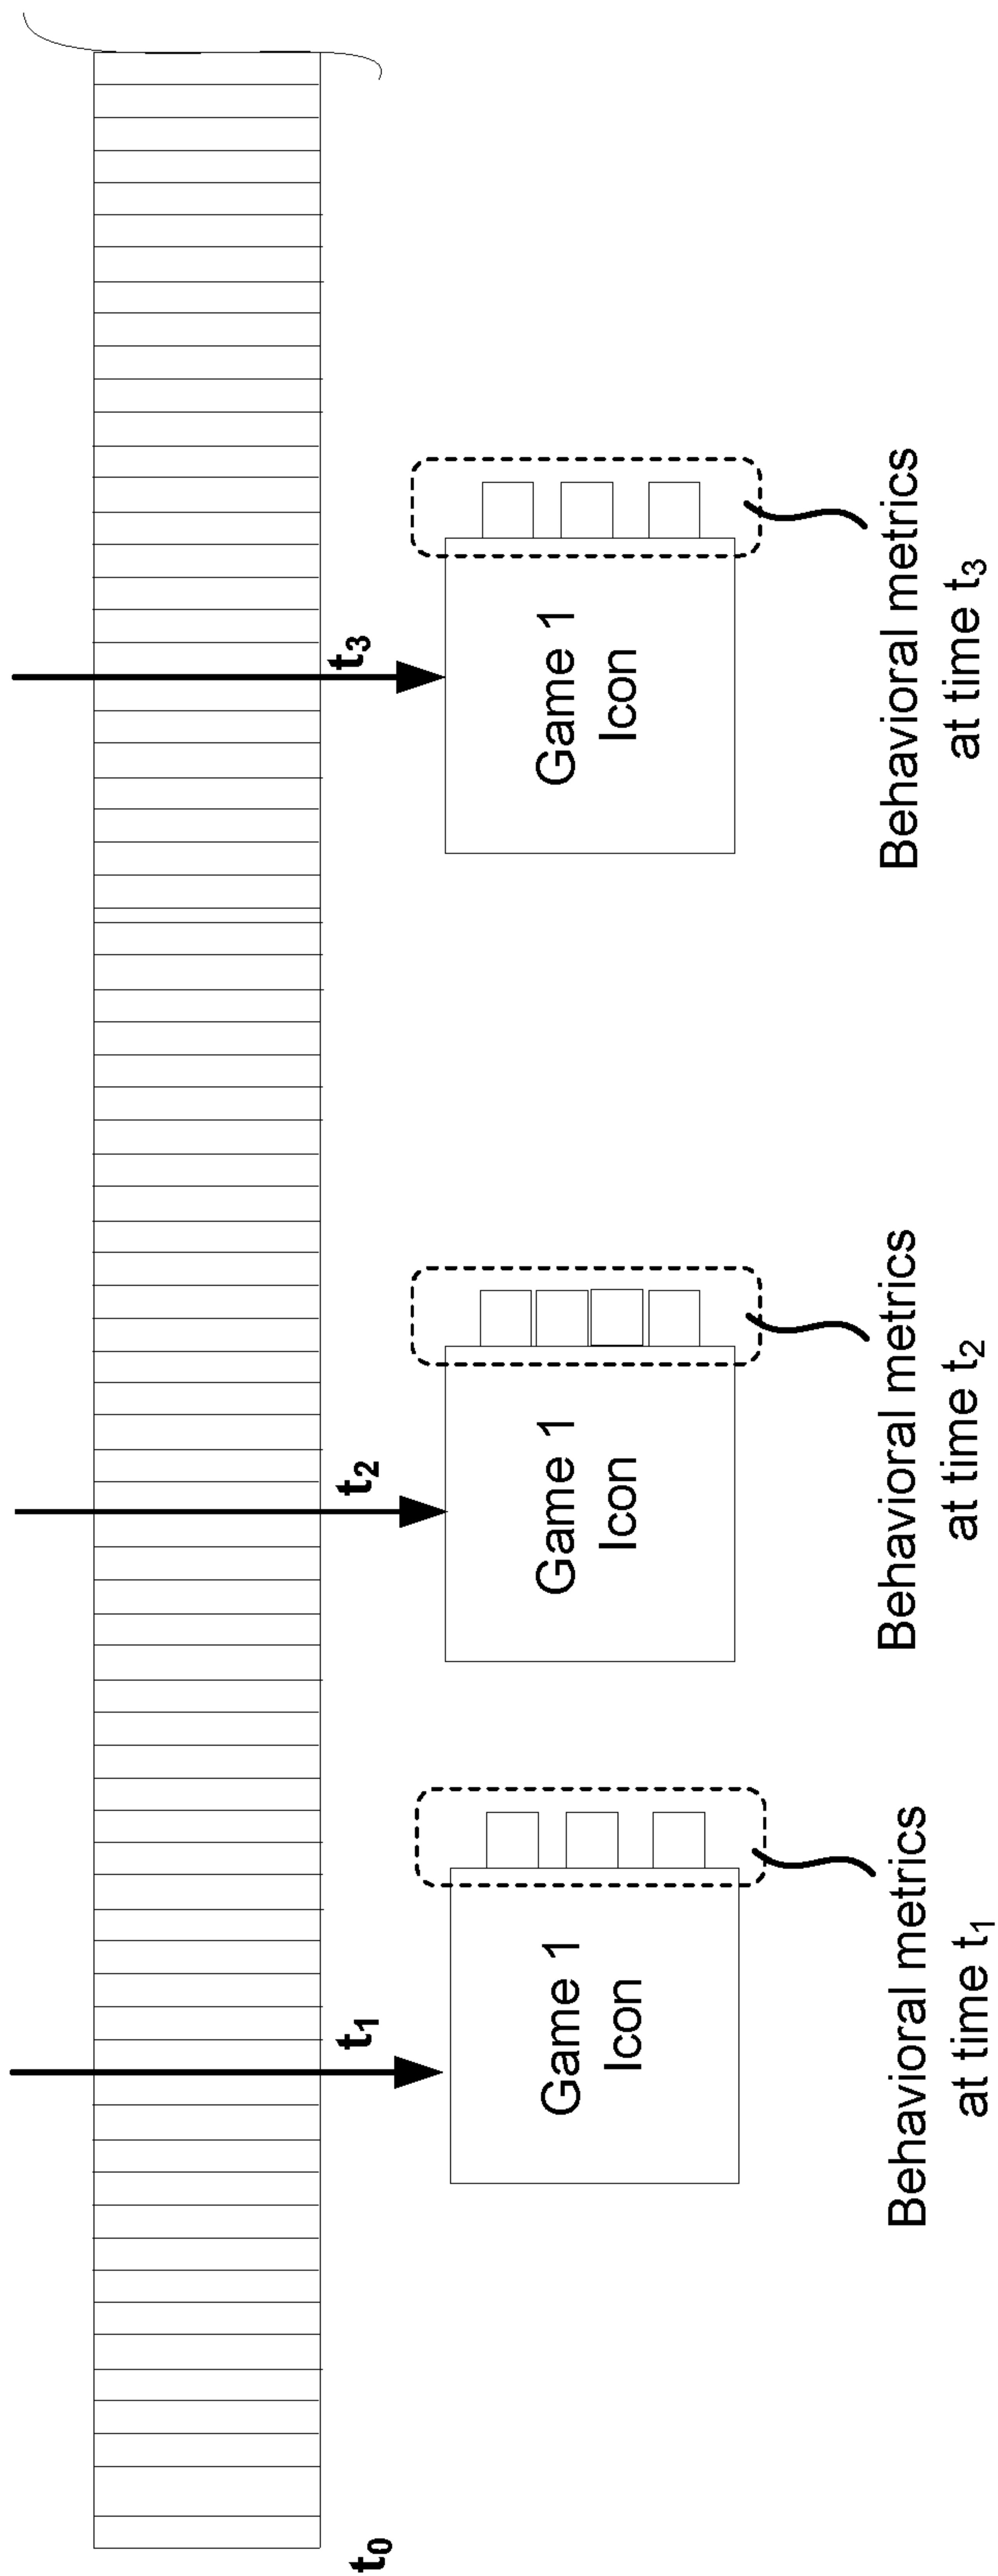 t0
t1
t2
t3
Game 1
Icon
Game 1
Icon
Game 1
Icon
Behavioral metrics
at time t1
Behavioral metrics
at time t2
Behavioral metrics
at time t3